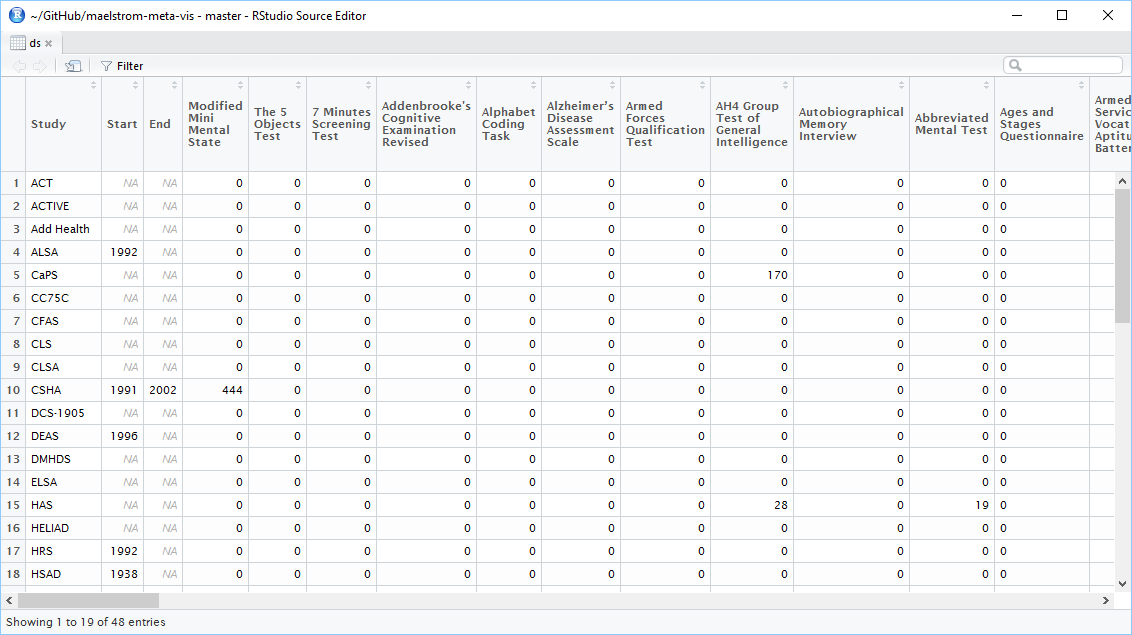 ~/GitHub/maelstrom-meta-vis - master - RStudio Source Editor
ds
Filter
Study Start End Modified Mini Mental State The 5 Objects Test 7 Minutes Screening Test Addenbrooke's Cognitive Examination Revised Alphabet Coding Task Alzheimer's Disease Assessment Scale Armed Forces Qualification Test AH4 Group Test of General Intelligence Autobiographical Memory Interview Abbreviated Mental Test Ages and Stages Questionnaire Armed Servic Vocat Aptitu Batter
1 ACT NA NA 0 0 0 0 0 0 0 0 0 0 0
2 ACTIVE NA NA 0 0 0 0 0 0 0 0 0 0 0
3 Add Health NA NA 0 0 0 0 0 0 0 0 0 0 0
4 ALSA 1992 NA 0 0 0 0 0 0 0 0 0 0 0
5 CaPS NA NA 0 0 0 0 0 0 0 170 0 0 0
6 CC75C NA NA 0 0 0 0 0 0 0 0 0 0 0
7 CFAS NA NA 0 0 0 0 0 0 0 0 0 0 0
8 CLS NA NA 0 0 0 0 0 0 0 0 0 0 0
9 CLSA NA NA 0 0 0 0 0 0 0 0 0 0 0
10 CSHA 1991 2002 444 0 0 0 0 0 0 0 0 0 0
11 DCS-1905 NA NA 0 0 0 0 0 0 0 0 0 0 0
12 DEAS 1996 NA 0 0 0 0 0 0 0 0 0 0 0
13 DMHDS NA NA 0 0 0 0 0 0 0 0 0 0 0
14 ELSA NA NA 0 0 0 0 0 0 0 0 0 0 0
15 HAS NA NA 0 0 0 0 0 0 0 28 0 19 0
16 HELIAD NA NA 0 0 0 0 0 0 0 0 0 0 0
17 HRS 1992 NA 0 0 0 0 0 0 0 0 0 0 0
18 HSAD 1938 NA 0 0 0 0 0 0 0 0 0 0 0
Showing 1 to 19 of 48 entries